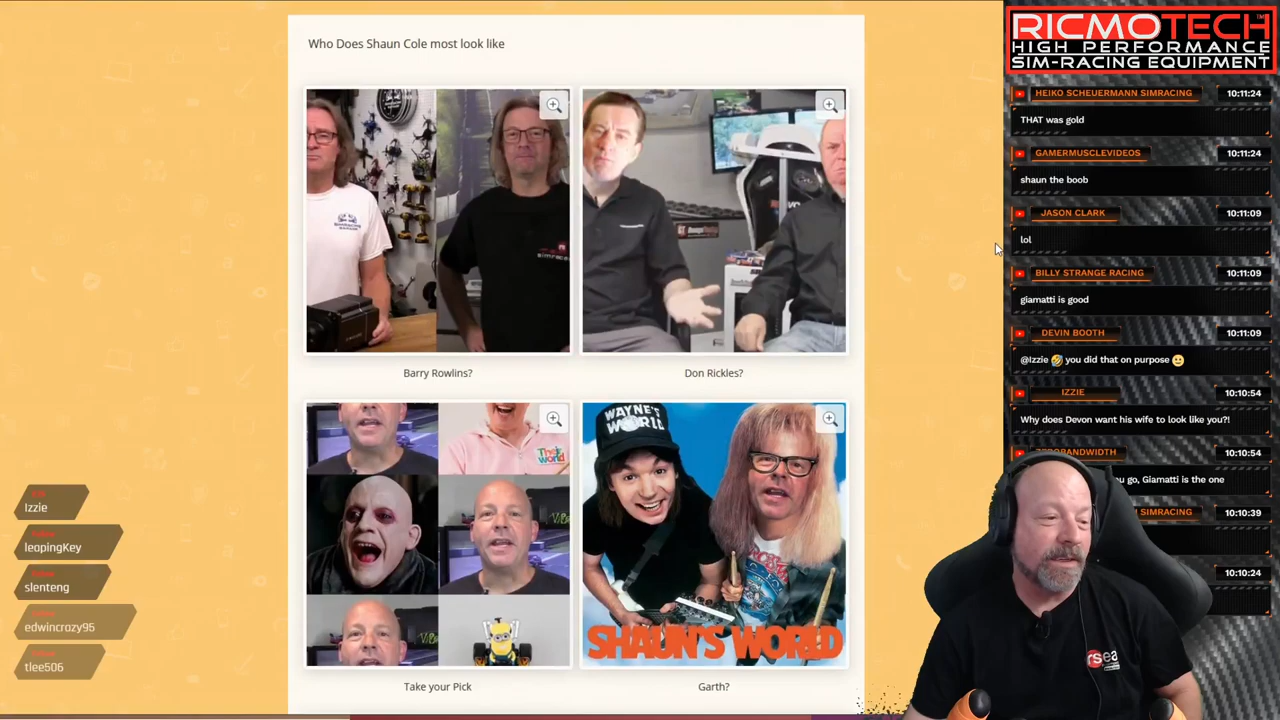 Who Does Shaun Cole most look like
Barry Rowlins?
Don Rickles?
WAYNE'S
WORLD
SHAUN'S WORLD
Take your Pick
Garth?
Izzie
leapingKey
slenteng
edwincrazy95
tlee506
RICMOTECH
HIGH PERFORMANCE
SIM-RACING EQUIPMENT
HEIKO SCHEUERMANN SIMRACING 10:11:24
THAT was gold
GAMERMUSCLEVIDEOS 10:11:24
shaun the boob
JASON CLARK 10:11:09
lol
BILLY STRANGE RACING 10:11:09
giamatti is good
DEVIN BOOTH 10:11:09
@Izzie 🤣 you did that on purpose 🙂
IZZIE 10:10:54
Why does Devon want his wife to look like you?!
10:10:54
go, Giamatti is the one
SIMRACING 10:10:39
10:10:24
rsea